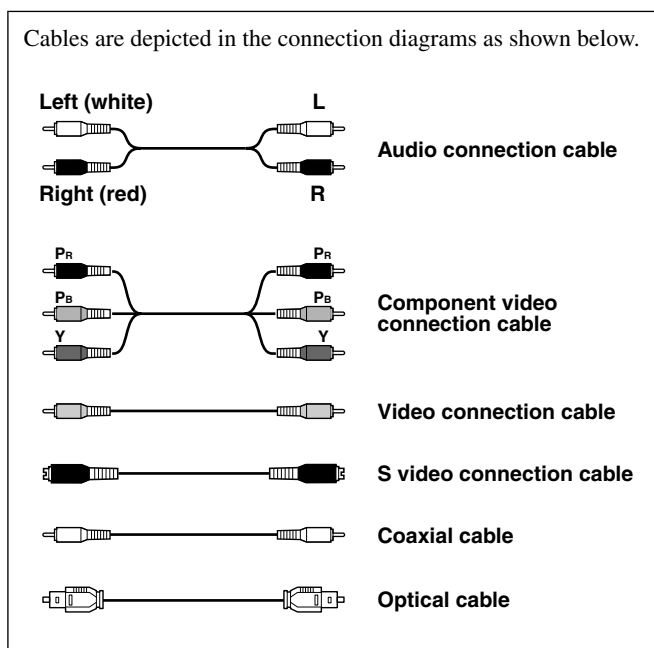 Cables are depicted in the connection diagrams as shown below.
Left (white) L
Audio connection cable
Right (red) R
PR PR
PB PB
Component video
connection cable
Y Y
Video connection cable
S video connection cable
Coaxial cable
Optical cable